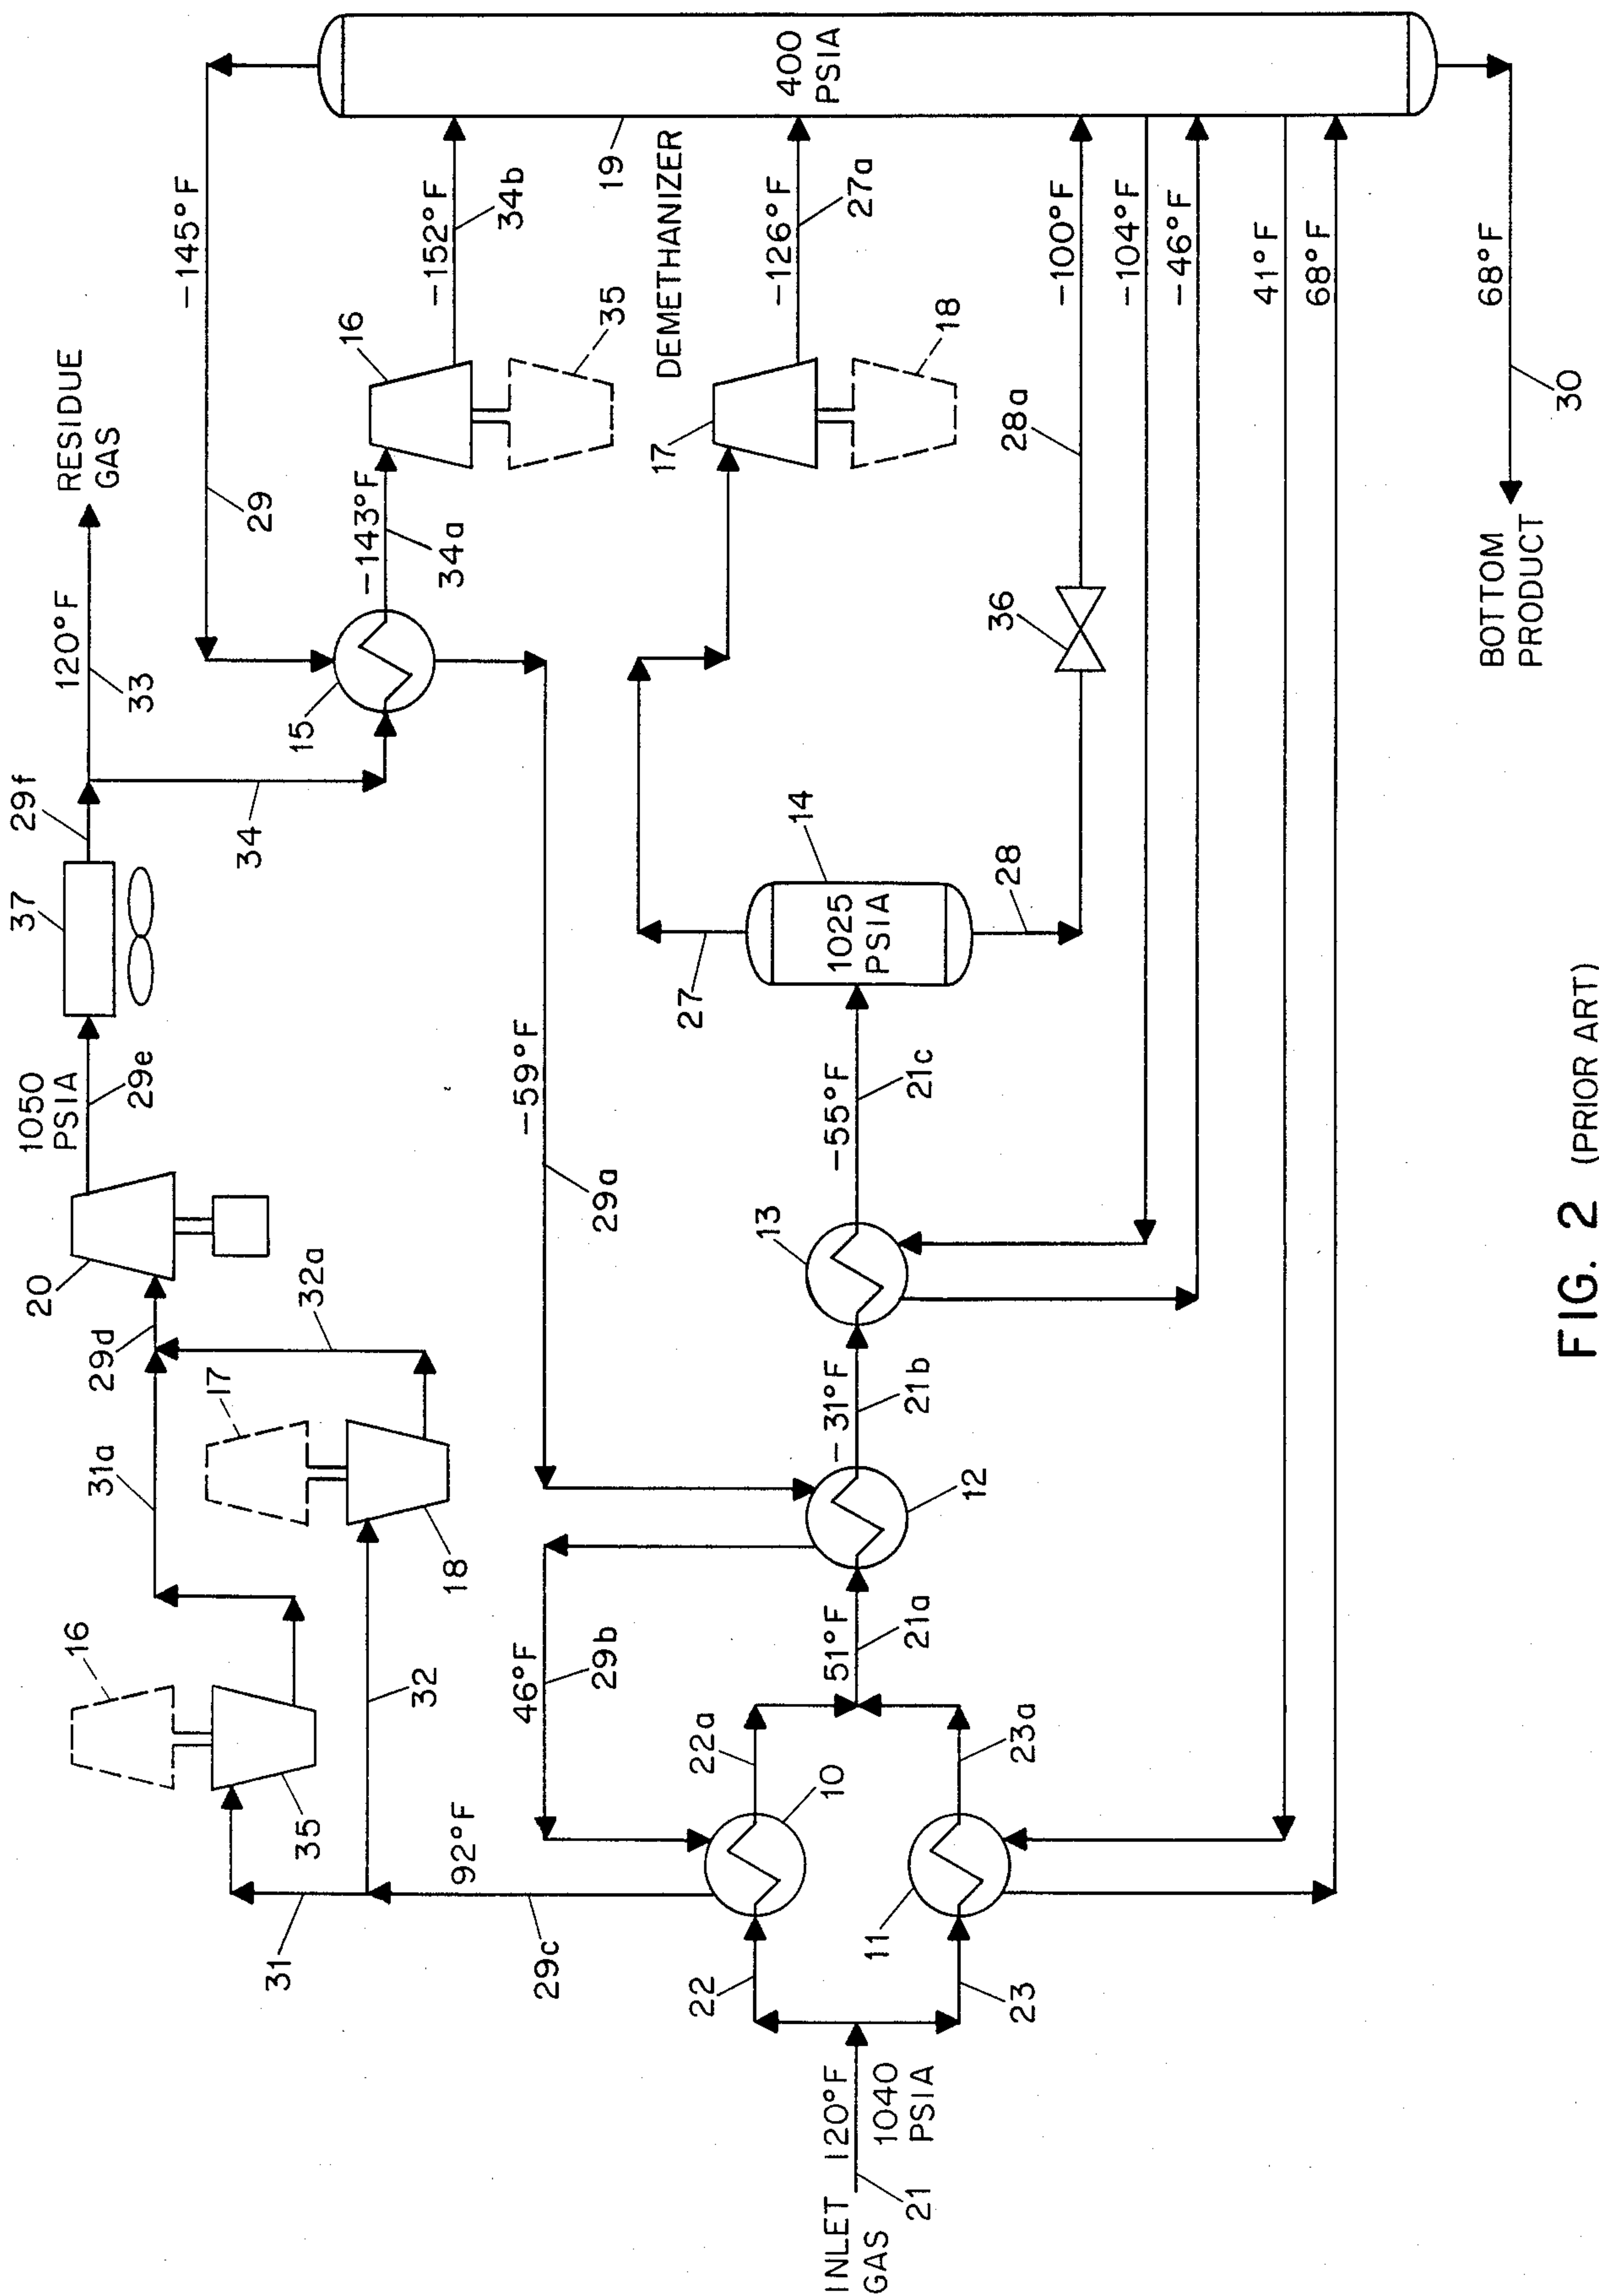 RESIDUE
GAS
120°F
33
29f
37
1050
PSIA
29e
20
29d
32a
31a
17
18
16
35
32
31
92°F
29c
-145°F
29
34
15
-143°F
34a
16
35
-152°F
34b
19
400
PSIA
DEMETHANIZER
-126°F
27a
17
18
-59°F
29a
46°F
29b
27
14
1025
PSIA
28
36
28a
-100°F
-104°F
-46°F
41°F
68°F
-55°F
21c
13
-31°F
21b
12
51°F
21a
22a
10
22
11
23a
23
INLET
GAS
120°F
1040
PSIA
21
68°F
30
BOTTOM
PRODUCT
FIG. 2 (PRIOR ART)